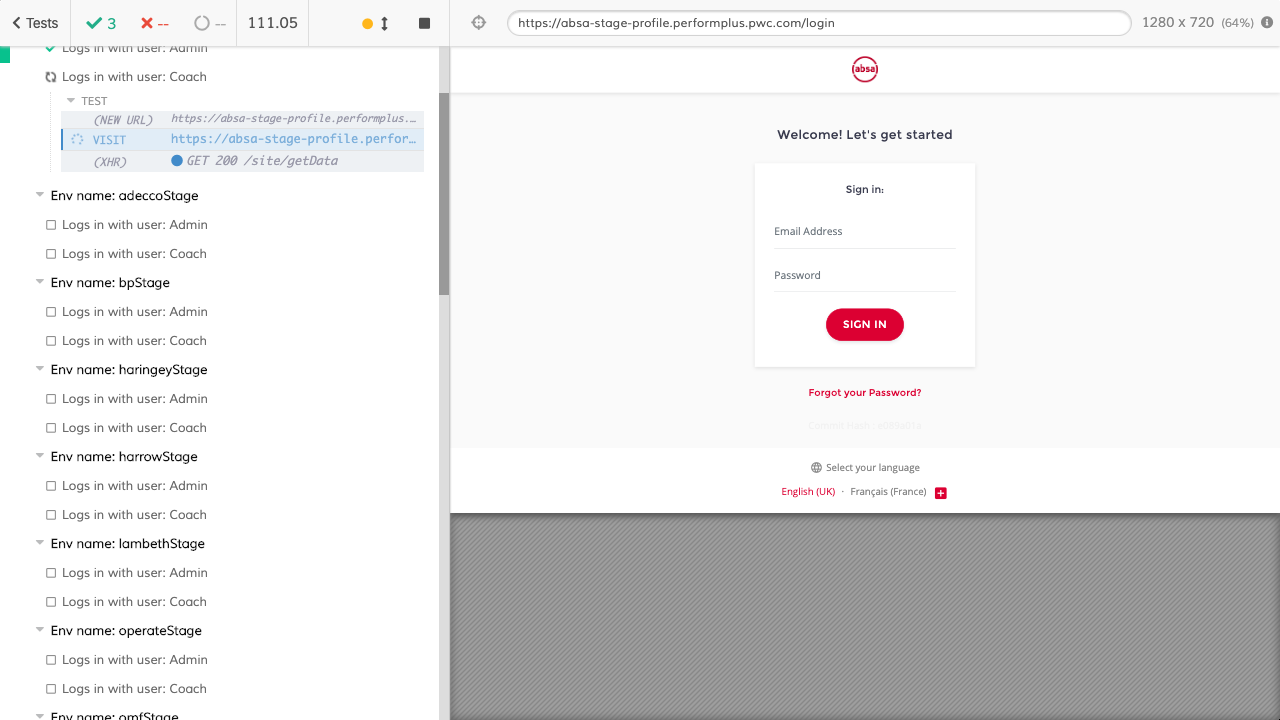 Tests
3
--
--
111.05
https://absa-stage-profile.performplus.pwc.com/login
1280 x 720 (64%)
Logs in with user: Admin
Logs in with user: Coach
TEST
(NEW URL) https://absa-stage-profile.performplus....
VISIT https://absa-stage-profile.perfor...
(XHR) GET 200 /site/getData
Env name: adeccoStage
Logs in with user: Admin
Logs in with user: Coach
Env name: bpStage
Logs in with user: Admin
Logs in with user: Coach
Env name: haringeyStage
Logs in with user: Admin
Logs in with user: Coach
Env name: harrowStage
Logs in with user: Admin
Logs in with user: Coach
Env name: lambethStage
Logs in with user: Admin
Logs in with user: Coach
Env name: operateStage
Logs in with user: Admin
Logs in with user: Coach
Env name: omfStage
absa
Welcome! Let's get started
Sign in:
Email Address
Password
SIGN IN
Forgot your Password?
Commit Hash
Select your language
English (UK) · Français (France)